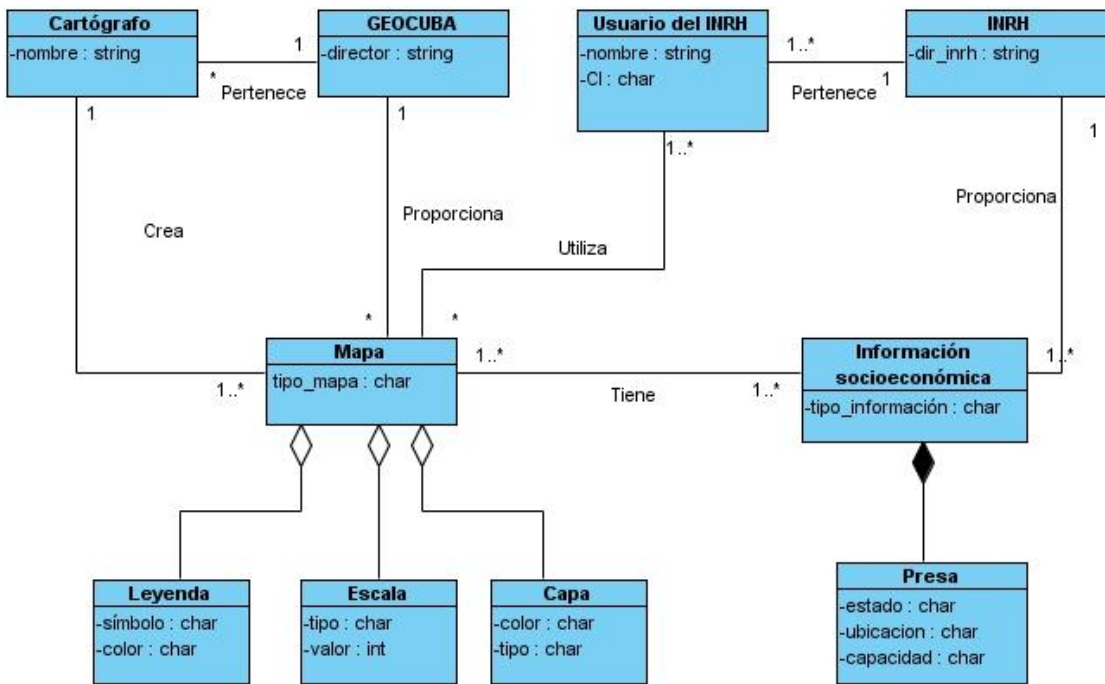 Cartógrafo
-nombre : string
1
*
Pertenece
GEOCUBA
-director : string
Usuario del INRH
-nombre : string
-CI : char
1..*
1
Pertenece
INRH
-dir_inrh : string
1
1
1..*
1
Crea
Proporciona
Utiliza
Proporciona
*
*
1..*
Mapa
tipo_mapa : char
1..*
Tiene
1..*
Información
socioeconómica
-tipo_información : char
1..*
Leyenda
-símbolo : char
-color : char
Escala
-tipo : char
-valor : int
Capa
-color : char
-tipo : char
Presa
-estado : char
-ubicacion : char
-capacidad : char